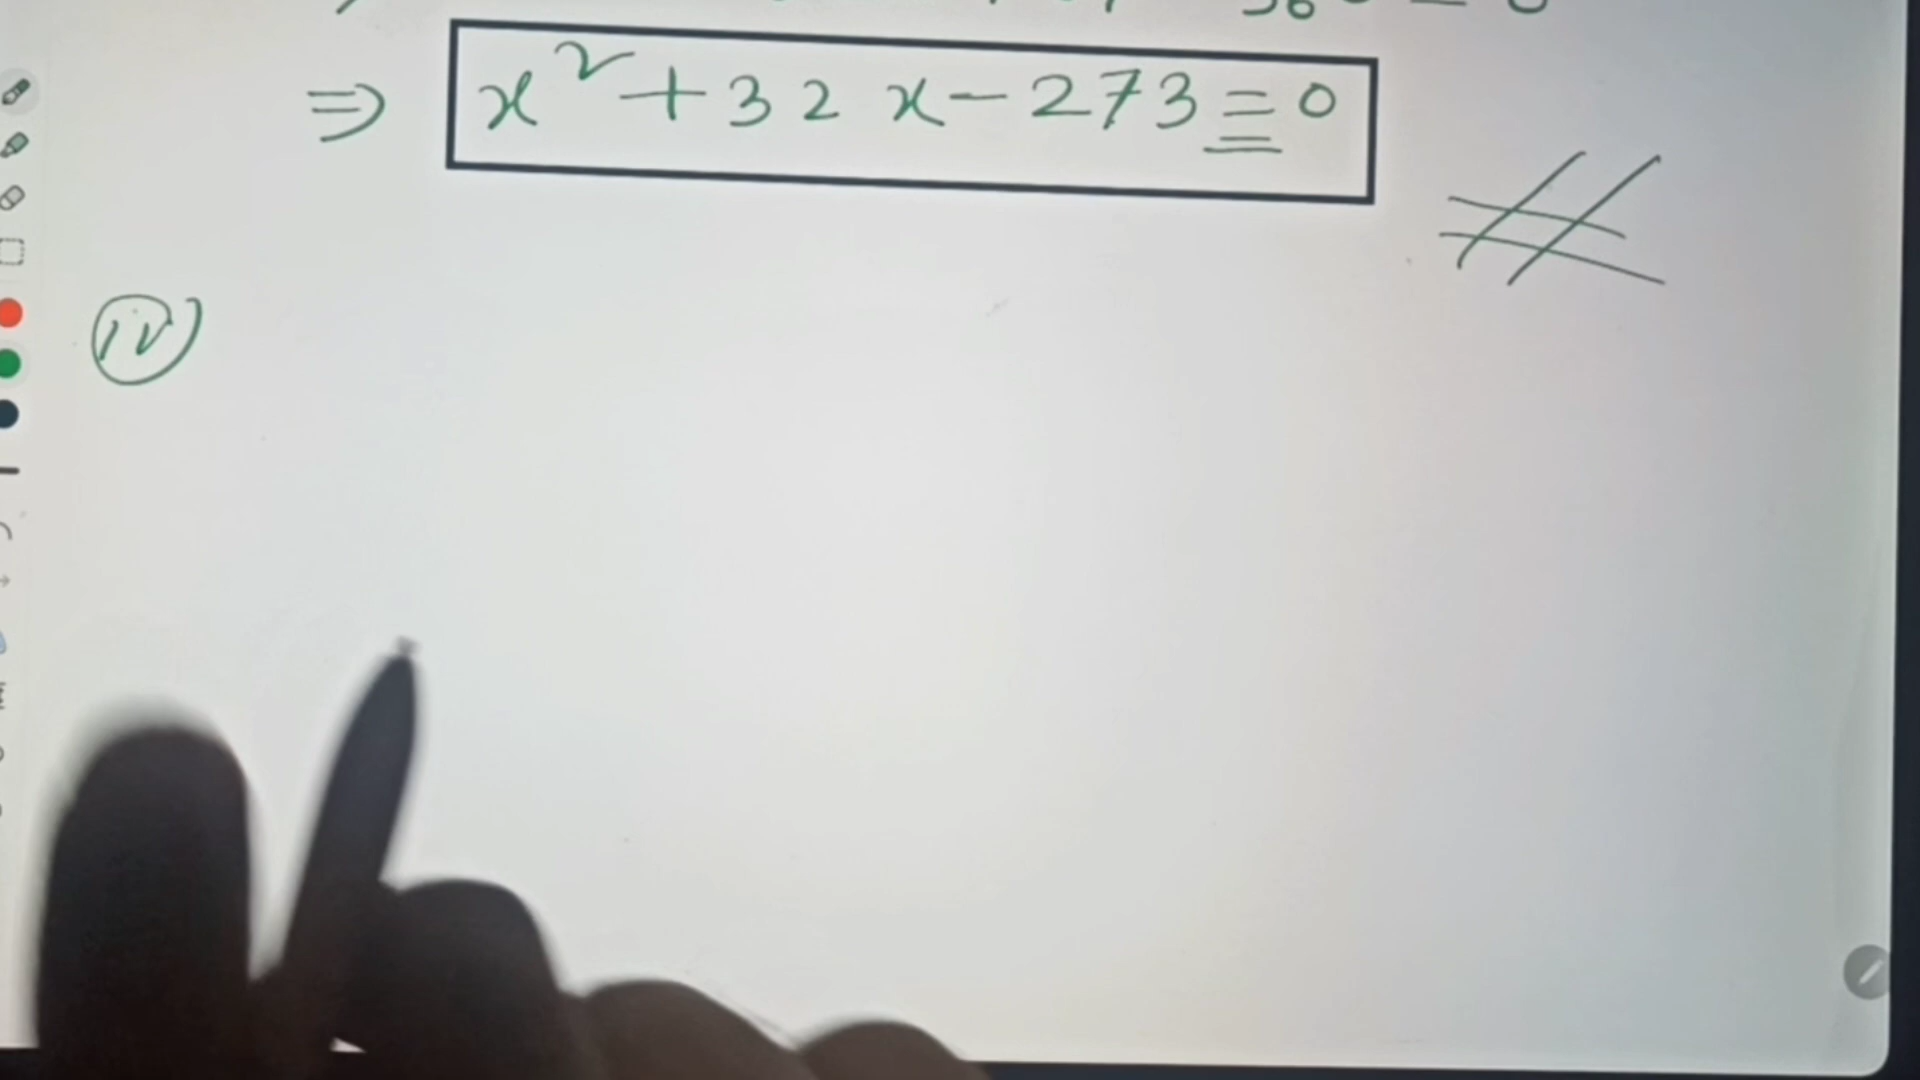 ⇒ x² + 32x - 273 = 0
(iv)